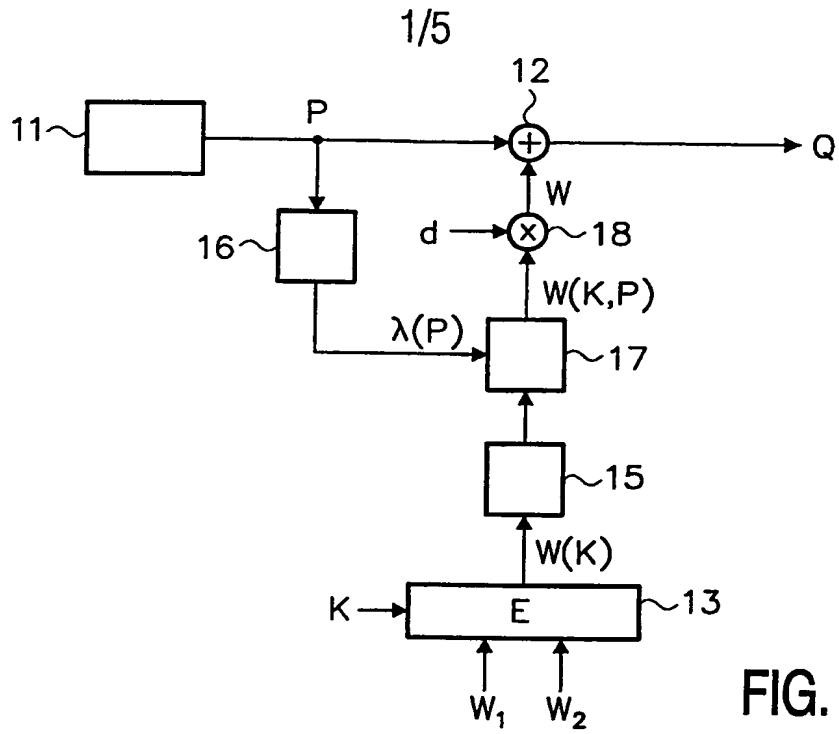 1/5
11
P
12
+
Q
W
16
d
×
18
W(K,P)
λ(P)
17
15
W(K)
K
E
13
W₁
W₂
FIG.